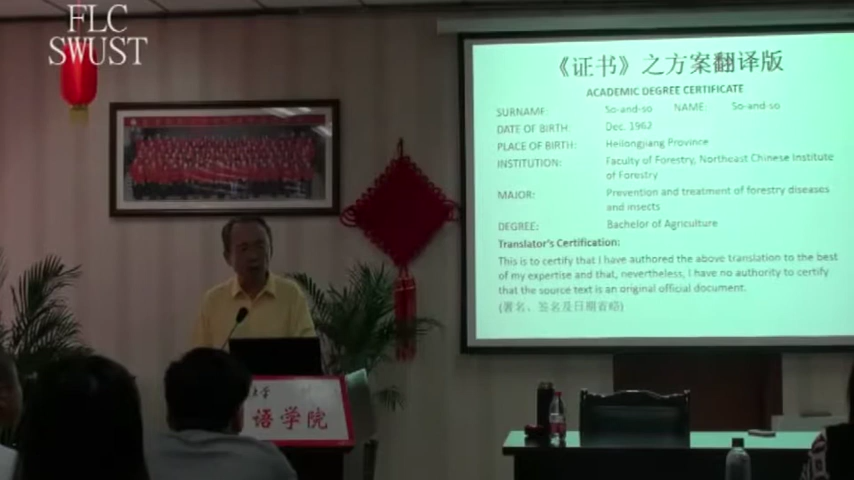 FLC
SWUST
《证书》之方案翻译版
ACADEMIC DEGREE CERTIFICATE
SURNAME: So-and-so NAME: So-and-so
DATE OF BIRTH: Dec. 1962
PLACE OF BIRTH: Heilongjiang Province
INSTITUTION: Faculty of Forestry, Northeast Chinese Institute
of Forestry
MAJOR: Prevention and treatment of forestry diseases
and insects
DEGREE: Bachelor of Agriculture
Translator's Certification:
This is to certify that I have authored the above translation to the best
of my expertise and that, nevertheless, I have no authority to certify
that the source text is an original official document.
(署名、签名及日期省略)
大学
语学院